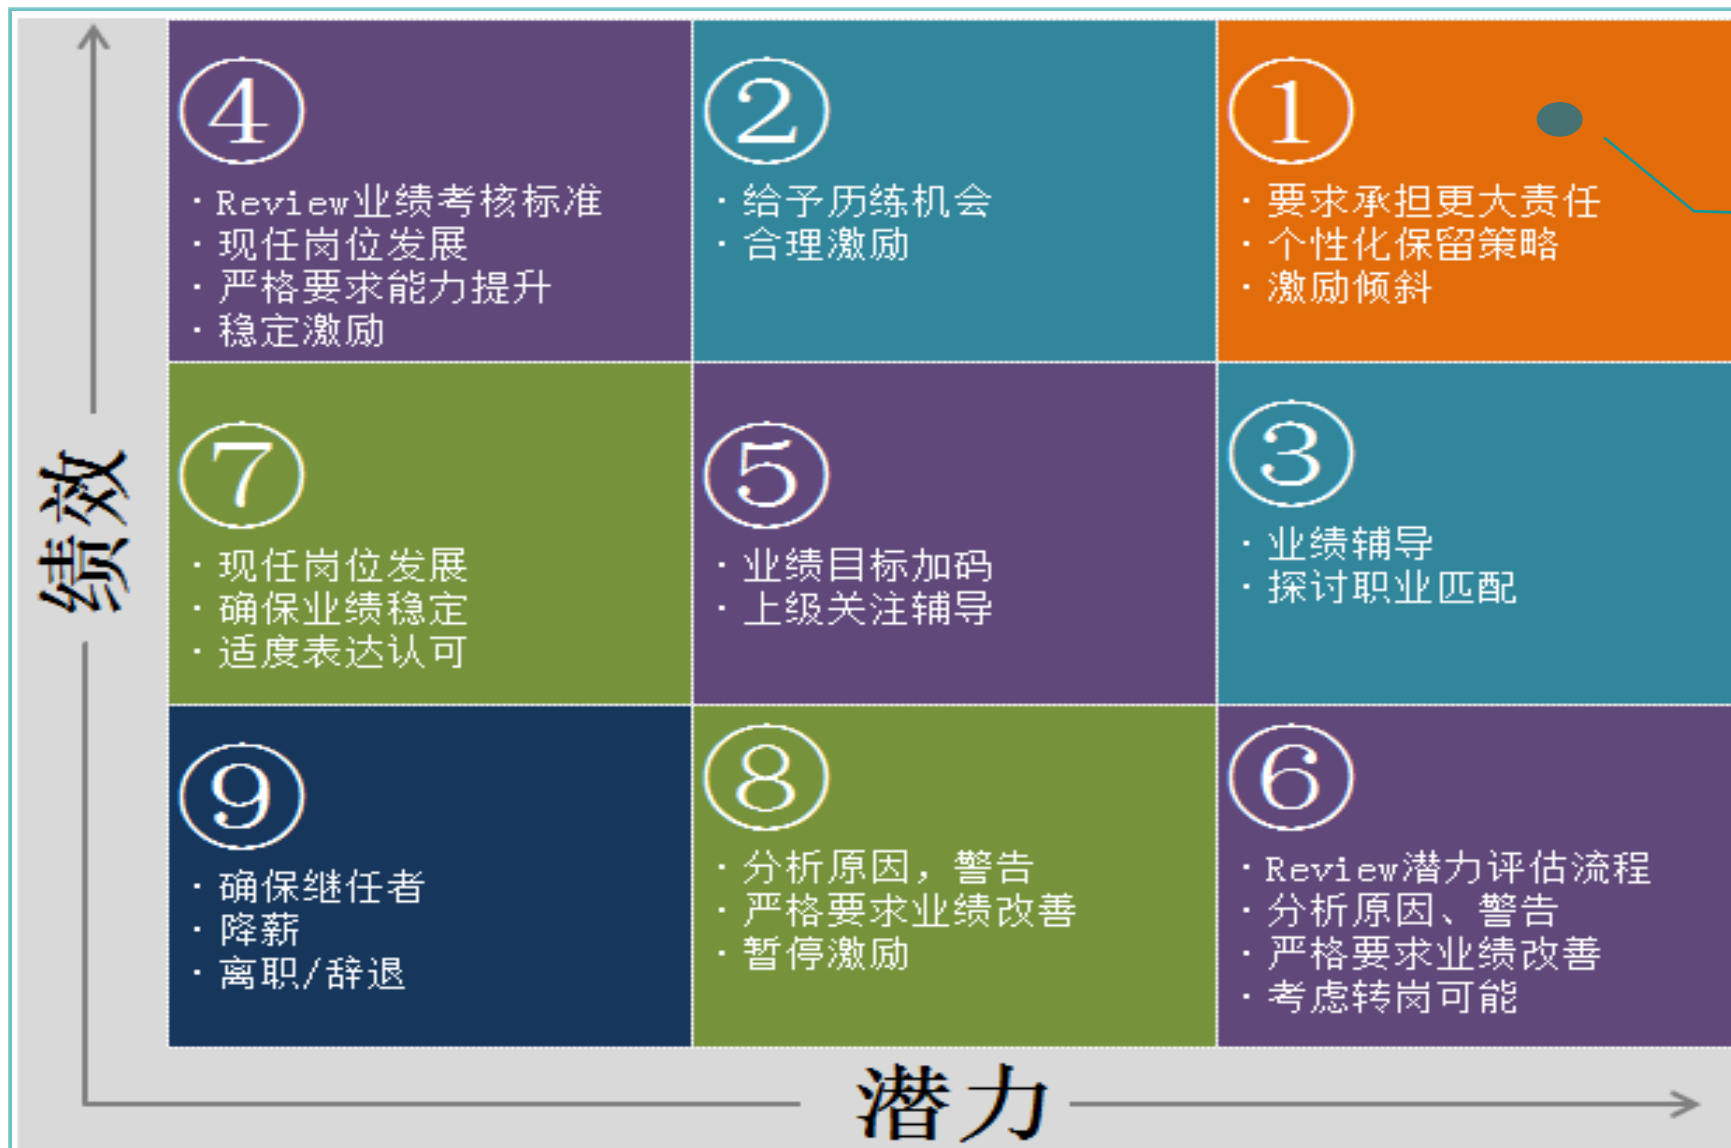 ④
· Review业绩考核标准
· 现任岗位发展
· 严格要求能力提升
· 稳定激励
②
· 给予历练机会
· 合理激励
①
· 要求承担更大责任
· 个性化保留策略
· 激励倾斜
绩效
⑦
· 现任岗位发展
· 确保业绩稳定
· 适度表达认可
⑤
· 业绩目标加码
· 上级关注辅导
③
· 业绩辅导
· 探讨职业匹配
⑨
· 确保继任者
· 降薪
· 离职/辞退
⑧
· 分析原因，警告
· 严格要求业绩改善
· 暂停激励
⑥
· Review潜力评估流程
· 分析原因、警告
· 严格要求业绩改善
· 考虑转岗可能
潜力